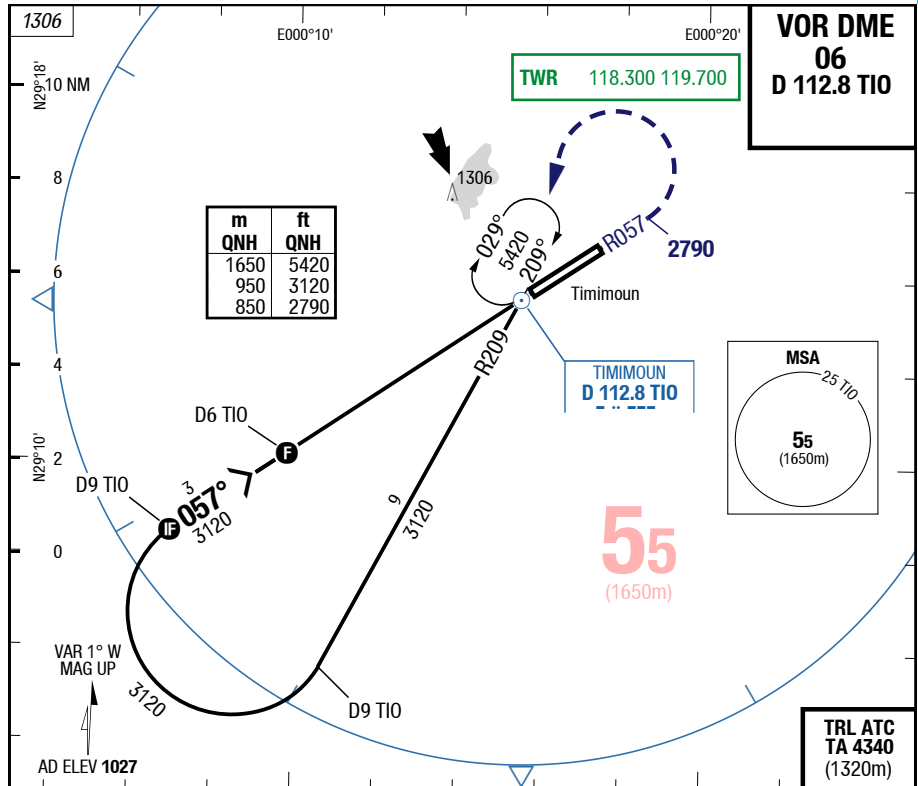 1306
E000°10'
E000°20'
VOR DME
06
D 112.8 TIO
N29°18'
10 NM
TWR 118.300 119.700
8
1306
m ft
QNH QNH
1650 5420
950 3120
850 2790
029°
5420
209°
R057
2790
6
Timimoun
4
R209
TIMIMOUN
D 112.8 TIO
MSA
25 TIO
55
(1650m)
D6 TIO
F
N29°10'
2
D9 TIO
3
057°
3120
IF
9
3120
0
55
(1650m)
VAR 1° W
MAG UP
3120
D9 TIO
AD ELEV 1027
TRL ATC
TA 4340
(1320m)